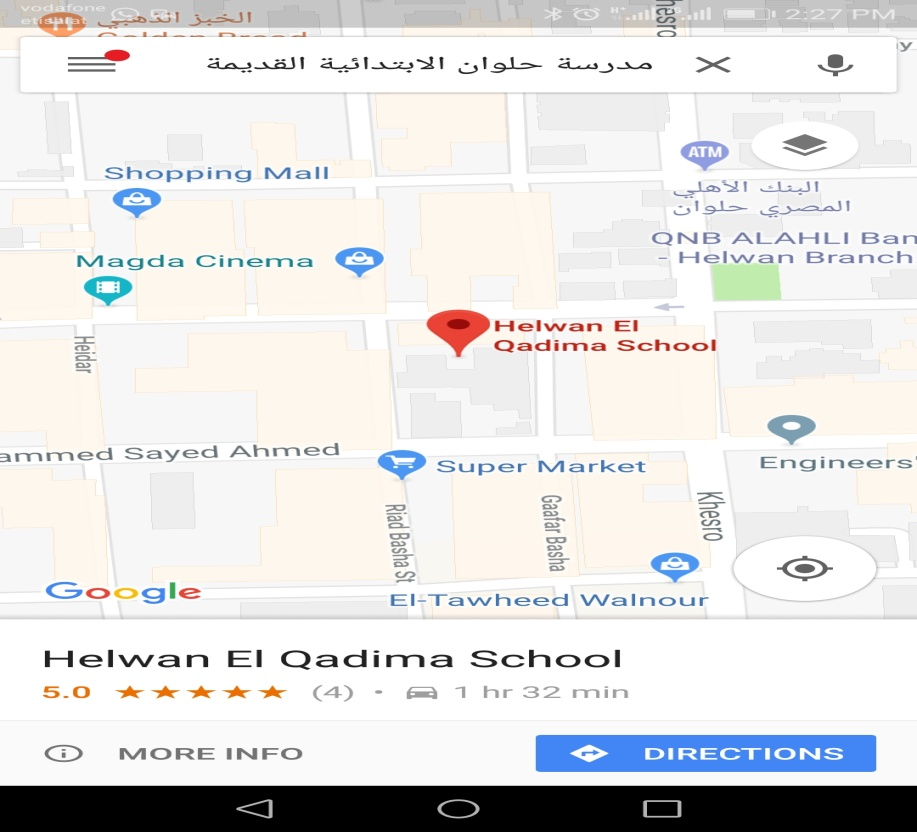 vodafone
etisalat
2:27 PM
الخبز الذهبي
Golden Bread
مدرسة حلوان الابتدائية القديمة
ATM
Shopping Mall
البنك الأهلي
المصري حلوان
QNB ALAHLI Ban
- Helwan Branch
Magda Cinema
Helwan El
Qadima School
Heidar
ammed Sayed Ahmed
Super Market
Engineers'
Riad Basha St
Gaafar Basha
Khesro
Google
El-Tawheed Walnour
Helwan El Qadima School
5.0 ★★★★★ (4) • 1 hr 32 min
MORE INFO
DIRECTIONS